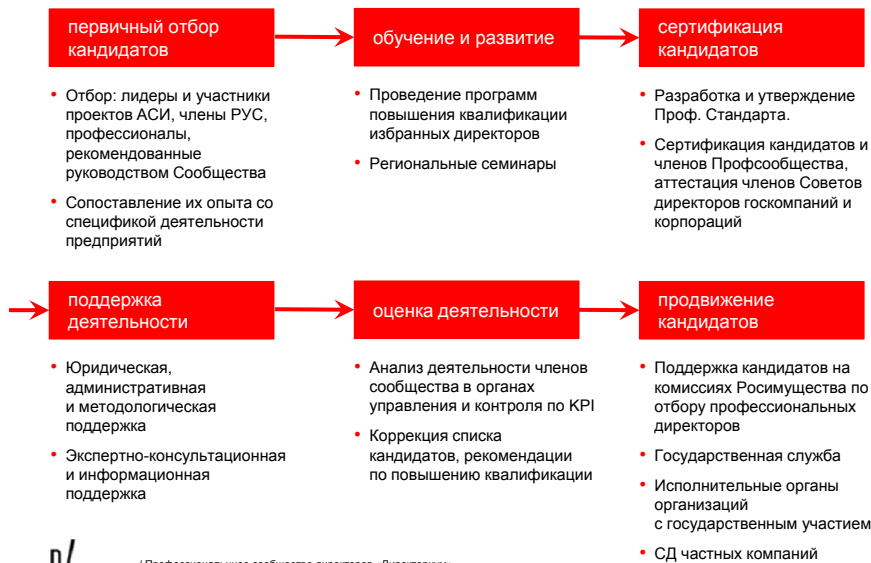 первичный отбор
кандидатов
обучение и развитие
сертификация
кандидатов
• Отбор: лидеры и участники
проектов АСИ, члены РУС,
профессионалы,
рекомендованные
руководством Сообщества
• Сопоставление их опыта со
спецификой деятельности
предприятий
• Проведение программ
повышения квалификации
избранных директоров
• Региональные семинары
• Разработка и утверждение
Проф. Стандарта.
• Сертификация кандидатов и
членов Профсообщества,
аттестация членов Советов
директоров госкомпаний и
корпораций
поддержка
деятельности
оценка деятельности
продвижение
кандидатов
• Юридическая,
административная
и методологическая
поддержка
• Экспертно-консультационная
и информационная
поддержка
• Анализ деятельности членов
сообщества в органах
управления и контроля по KPI
• Коррекция списка
кандидатов, рекомендации
по повышению квалификации
• Поддержка кандидатов на
комиссиях Росимущества по
отбору профессиональных
директоров
• Государственная служба
• Исполнительные органы
организаций
с государственным участием
• СД частных компаний